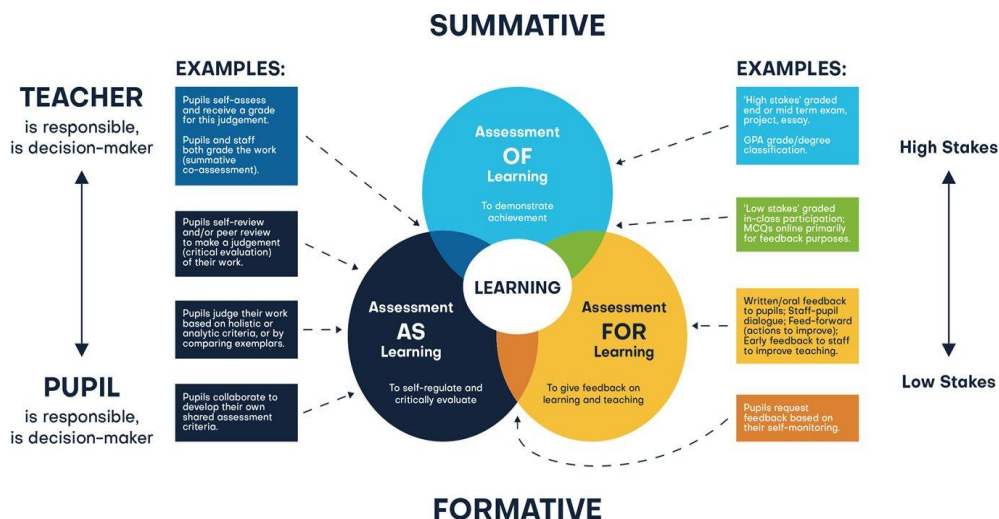 SUMMATIVE
TEACHER
is responsible,
is decision-maker
PUPIL
is responsible,
is decision-maker
EXAMPLES:
Pupils self-assess
and receive a grade
for this judgement.
Pupils and staff
both grade the work
(summative
co-assessment).
Pupils self-review
and/or peer review
to make a judgement
(critical evaluation)
of their work.
Pupils judge their work
based on holistic or
analytic criteria, or by
comparing exemplars.
Pupils collaborate to
develop their own
shared assessment
criteria.
Assessment
OF
Learning
To demonstrate
achievement
LEARNING
Assessment
AS
Learning
To self-regulate and
critically evaluate
Assessment
FOR
Learning
To give feedback on
learning and teaching
EXAMPLES:
'High stakes' graded
end or mid term exam,
project, essay.
GPA grade/degree
classification.
'Low stakes' graded
in-class participation;
MCQs online primarily
for feedback purposes.
Written/oral feedback
to pupils; Staff-pupil
dialogue; Feed-forward
(actions to improve);
Early feedback to staff
to improve teaching.
Pupils request
feedback based on
their self-monitoring.
High Stakes
Low Stakes
FORMATIVE